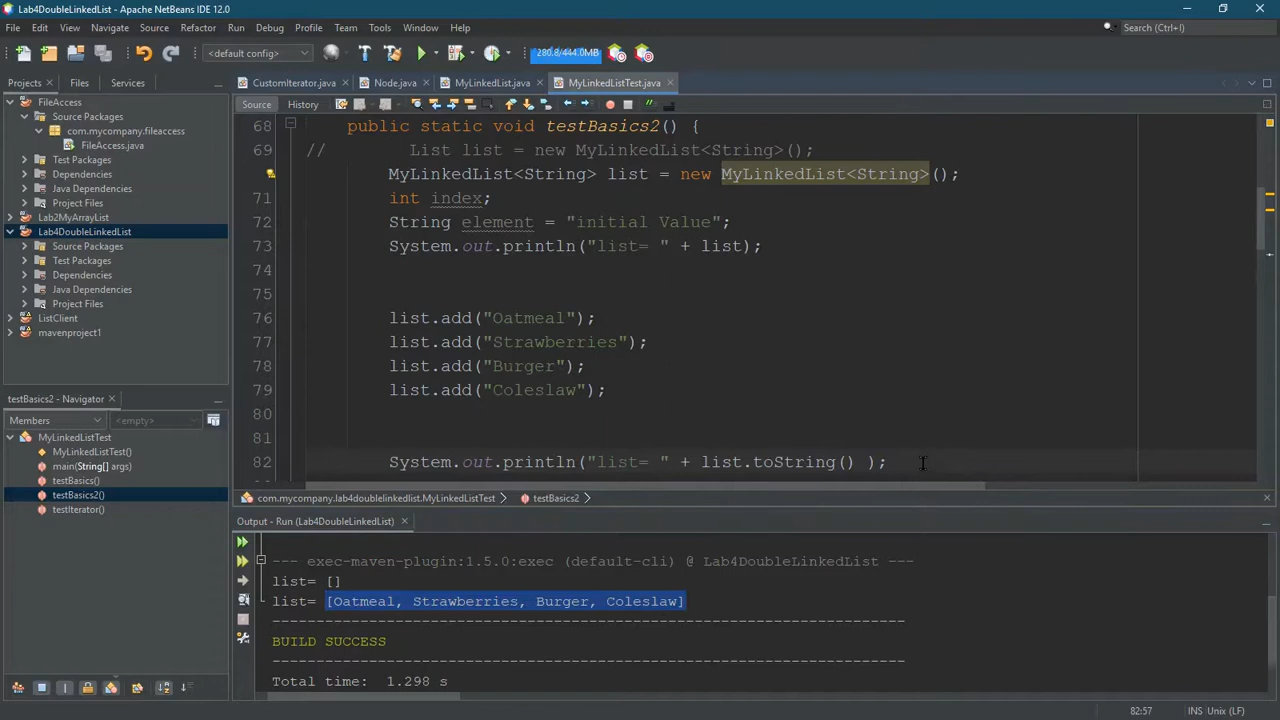 Lab4DoubleLinkedList - Apache NetBeans IDE 12.0
File Edit View Navigate Source Refactor Run Debug Profile Team Tools Window Help
Search (Ctrl+I)
<default config>
280.8/444.0MB
Projects Files Services
FileAccess
Source Packages
com.mycompany.fileaccess
FileAccess.java
Test Packages
Dependencies
Java Dependencies
Project Files
Lab2MyArrayList
Lab4DoubleLinkedList
Source Packages
Test Packages
Dependencies
Java Dependencies
Project Files
ListClient
mavenproject1
testBasics2 - Navigator
Members
<empty>
MyLinkedListTest
MyLinkedListTest()
main(String[] args)
testBasics()
testBasics2()
testIterator()
CustomIterator.java Node.java MyLinkedList.java MyLinkedListTest.java
Source History
68 public static void testBasics2() {
69 // List list = new MyLinkedList<String>();
MyLinkedList<String> list = new MyLinkedList<String>();
71 int index;
72 String element = "initial Value";
73 System.out.println("list= " + list);
74
75
76 list.add("Oatmeal");
77 list.add("Strawberries");
78 list.add("Burger");
79 list.add("Coleslaw");
80
81
82 System.out.println("list= " + list.toString() );
com.mycompany.lab4doublelinkedlist.MyLinkedListTest testBasics2
Output - Run (Lab4DoubleLinkedList)
--- exec-maven-plugin:1.5.0:exec (default-cli) @ Lab4DoubleLinkedList ---
list= []
list= [Oatmeal, Strawberries, Burger, Coleslaw]
------------------------------------------------------------------------
BUILD SUCCESS
------------------------------------------------------------------------
Total time: 1.298 s
82:57 INS Unix (LF)